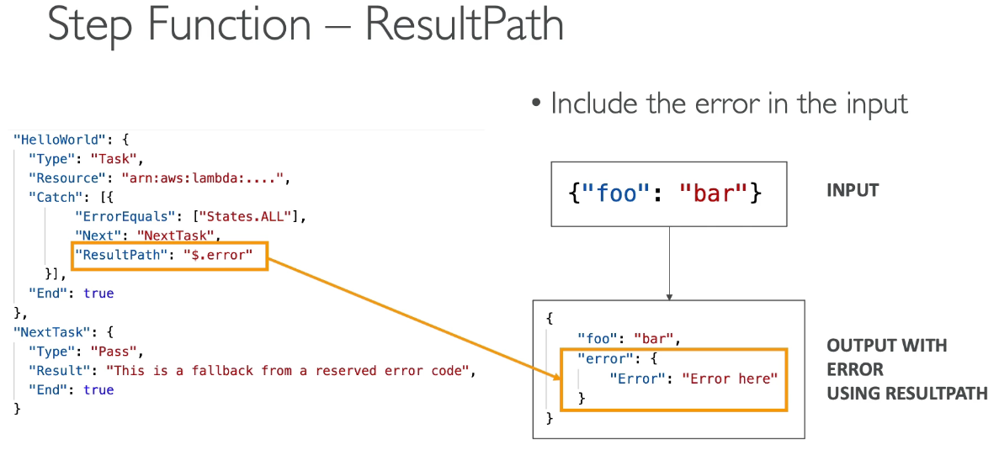 Step Function – ResultPath
• Include the error in the input
"HelloWorld": {
"Type": "Task",
"Resource": "arn:aws:lambda:....",
"Catch": [{
"ErrorEquals": ["States.ALL"],
"Next": "NextTask",
"ResultPath": "$.error"
}],
"End": true
},
"NextTask": {
"Type": "Pass",
"Result": "This is a fallback from a reserved error code",
"End": true
}
{"foo": "bar"}
INPUT
{
"foo": "bar",
"error": {
"Error": "Error here"
}
}
OUTPUT WITH
ERROR
USING RESULTPATH